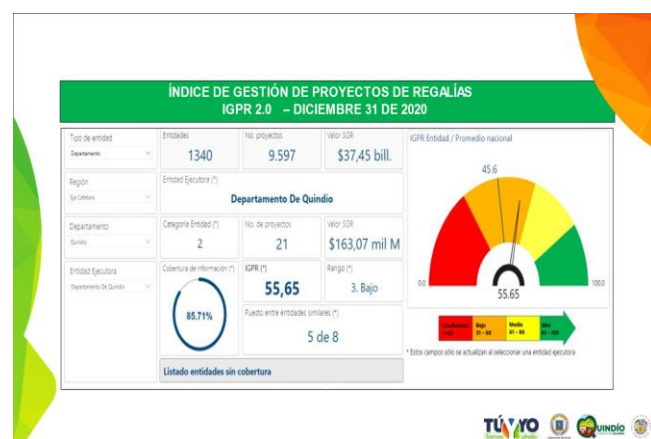 ÍNDICE DE GESTIÓN DE PROYECTOS DE REGALÍAS
IGPR 2.0 – DICIEMBRE 31 DE 2020
Tipo de entidad
Departamento
Región
Eje Cafetero
Departamento
Quindío
Entidad Ejecutora
Departamento De Quindío
Entidades
1340
No. proyectos
9.597
Valor SGR
$37,45 bill.
Entidad Ejecutora (*)
Departamento De Quindío
Categoría Entidad (*)
2
No. de proyectos
21
Valor SGR
$163,07 mil M
Cobertura de información (*)
85,71%
IGPR (*)
55,65
Rango (*)
3. Bajo
Puesto entre entidades similares (*)
5 de 8
Listado entidades sin cobertura
IGPR Entidad / Promedio nacional
45.6
0.0
100.0
55.65
Bajo
Medio
61 - 80
* Estos campos sólo se actualizan al seleccionar una entidad ejecutora
TÚ Y YO
QUINDÍO